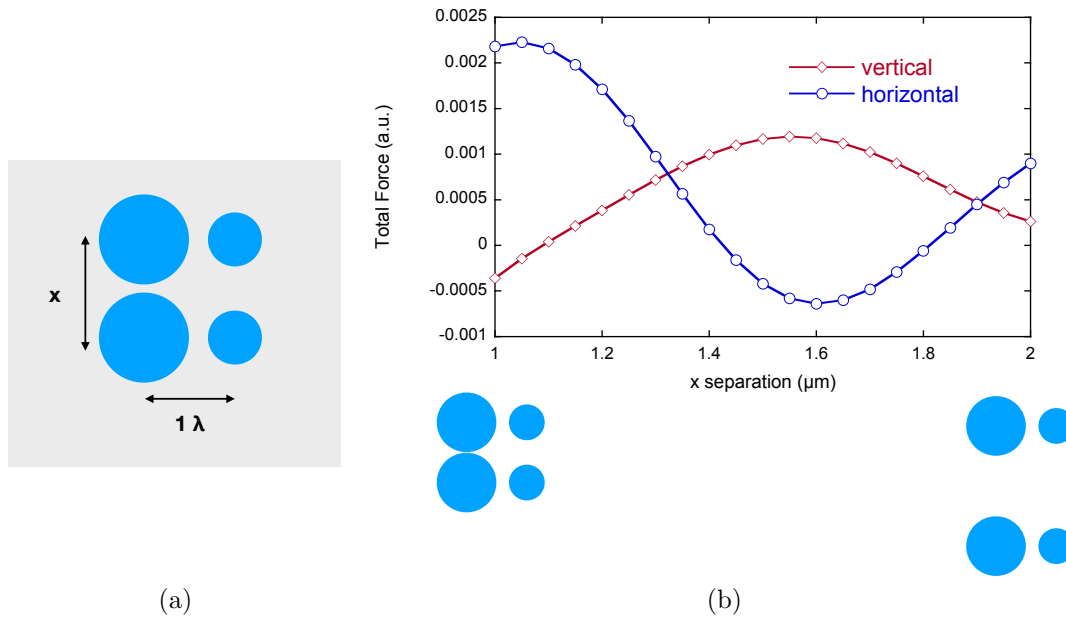 x
1 λ
(a)
0.0025
0.002
0.0015
0.001
0.0005
0
-0.0005
-0.001
Total Force (a.u.)
vertical
horizontal
1
1.2
1.4
1.6
1.8
2
x separation (μm)
(b)